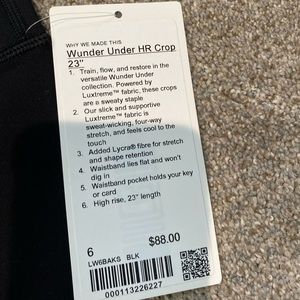 WHY WE MADE THIS
Wunder Under HR Crop
23"
1. Train, flow, and restore in the
versatile Wunder Under
collection. Powered by
Luxtreme™ fabric, these crops
are a sweaty staple
2. Our slick and supportive
Luxtreme™ fabric is
sweat-wicking, four-way
stretch, and feels cool to the
touch
3. Added Lycra® fibre for stretch
and shape retention
4. Waistband lies flat and won't
dig in
5. Waistband pocket holds your key
or card
6. High rise, 23" length
6 $88.00
LW6BAKS BLK
000113226227